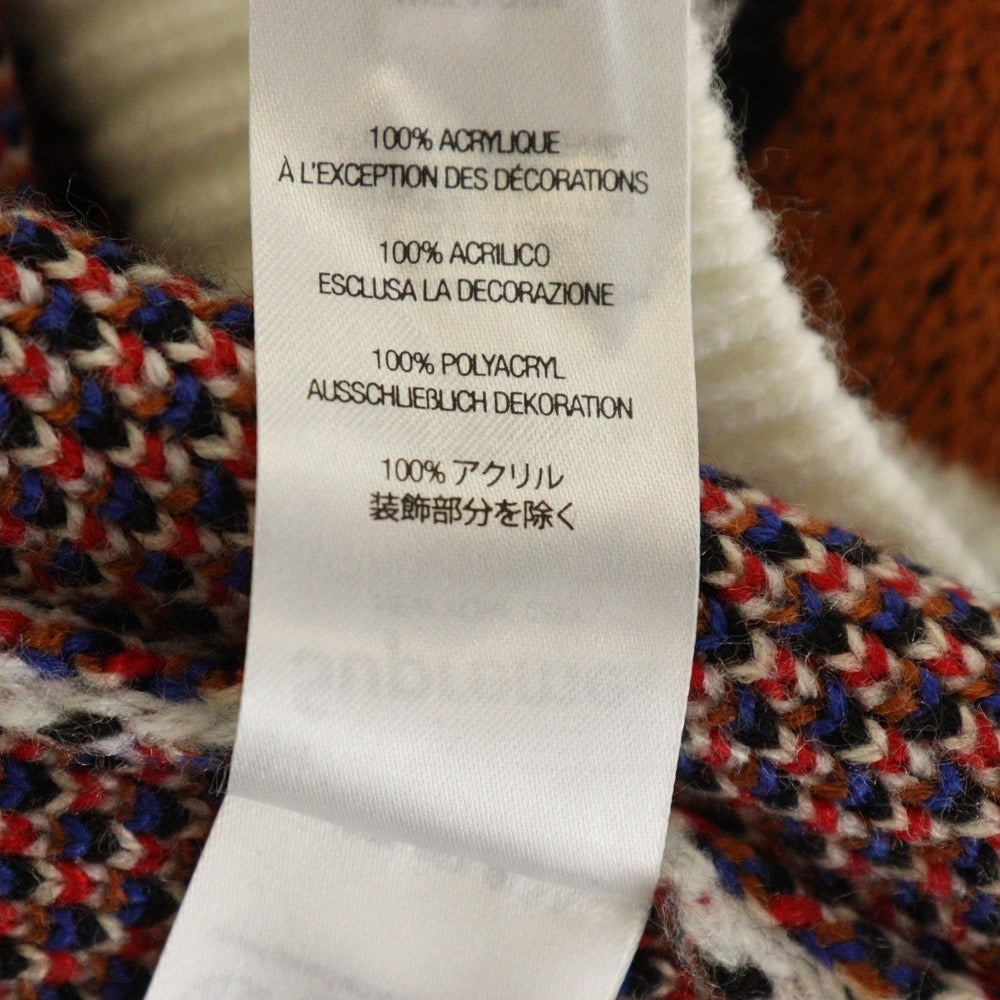 100% ACRYLIQUE
À L'EXCEPTION DES DÉCORATIONS
100% ACRILICO
ESCLUSA LA DECORAZIONE
100% POLYACRYL
AUSSCHLIEßLICH DEKORATION
100% アクリル
装飾部分を除く